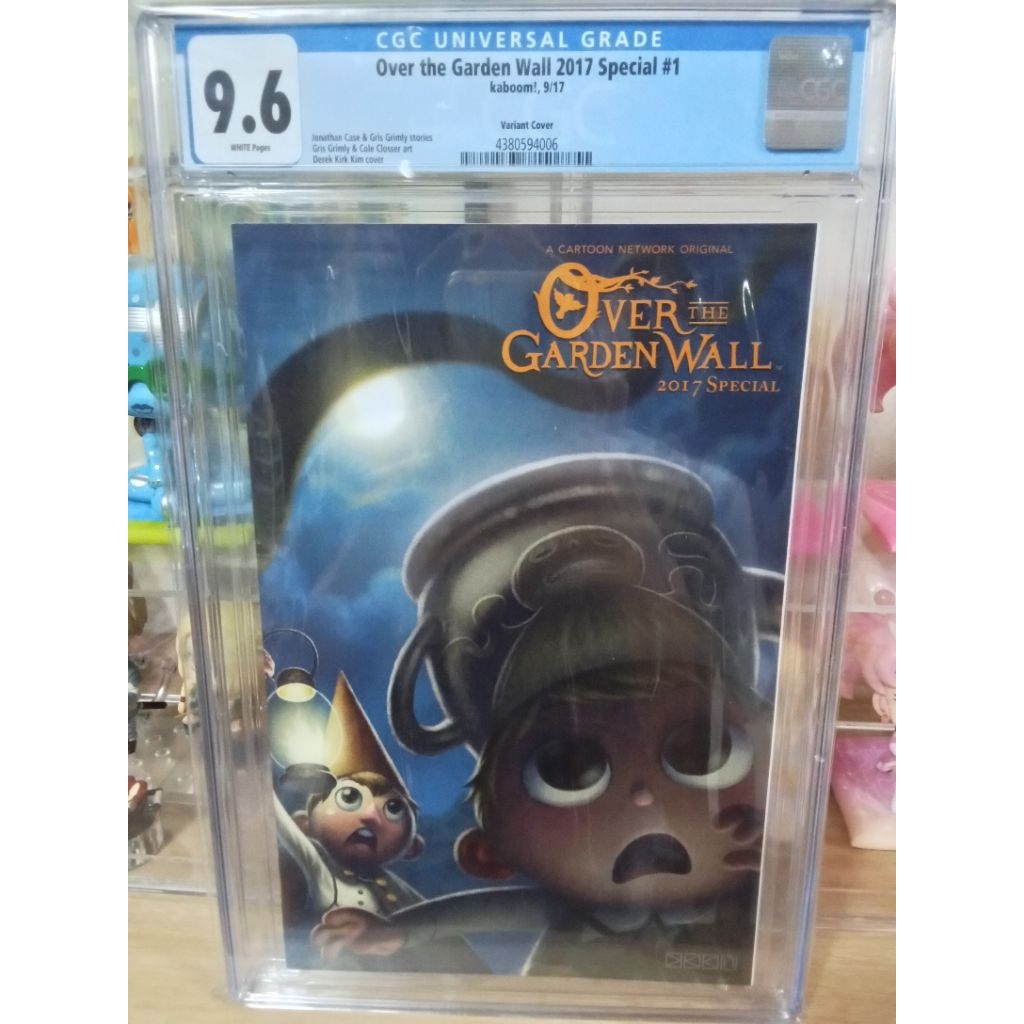 CGC UNIVERSAL GRADE
9.6
WHITE Pages
Over the Garden Wall 2017 Special #1
kaboom!, 9/17
Variant Cover
4380594006
Jonathan Case & Gris Grimly stories
Gris Grimly & Cole Closser art
Derek Kirk Kim cover
CGC
A CARTOON NETWORK ORIGINAL
OVER THE
GARDEN WALL
2017 SPECIAL